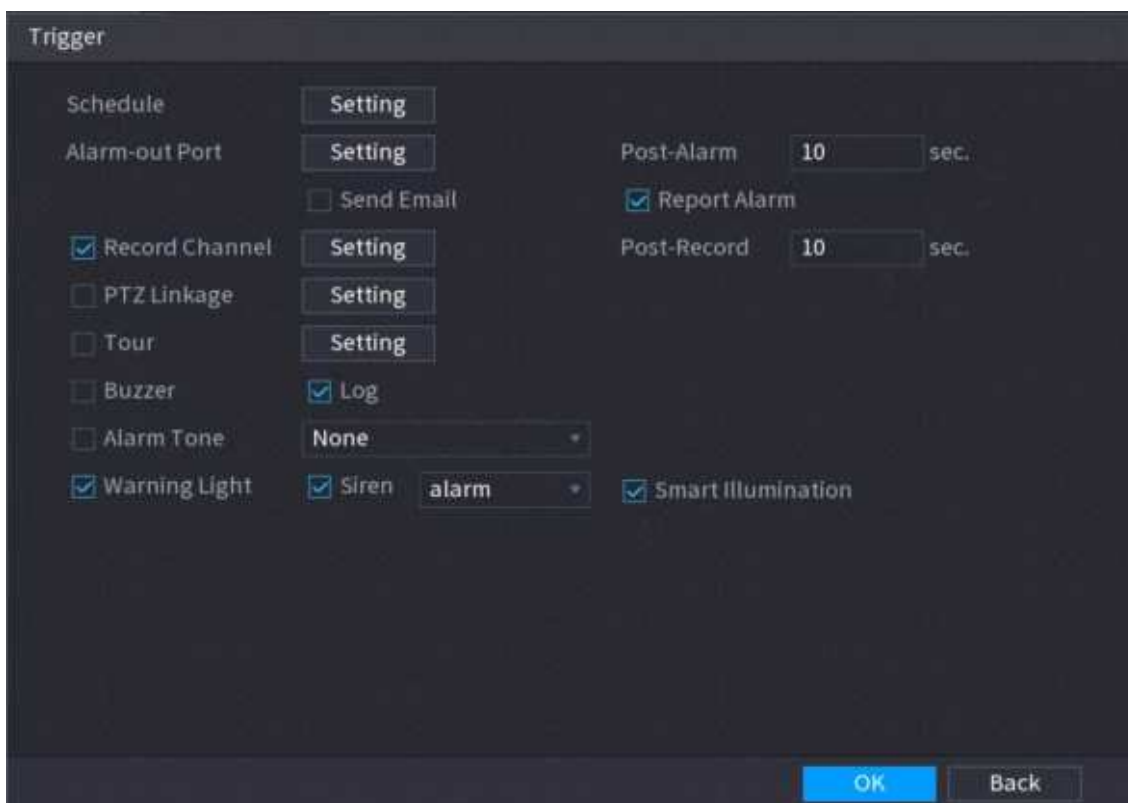 Trigger
Schedule Setting
Alarm-out Port Setting Post-Alarm 10 sec.
Send Email Report Alarm
Record Channel Setting Post-Record 10 sec.
PTZ Linkage Setting
Tour Setting
Buzzer Log
Alarm Tone None
Warning Light Siren alarm Smart Illumination
OK Back